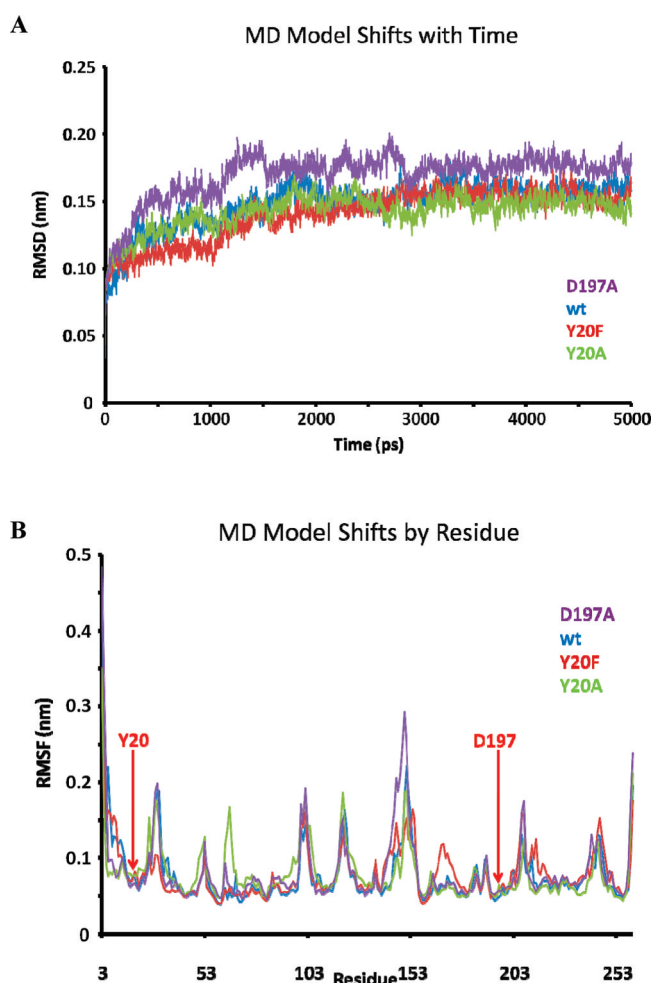 A
MD Model Shifts with Time
0.25
0.20
0.15
0.10
0.05
0
RMSD (nm)
D197A
wt
Y20F
Y20A
0 1000 2000 3000 4000 5000
Time (ps)
B
MD Model Shifts by Residue
0.5
0.4
0.3
0.2
0.1
0
RMSF (nm)
D197A
wt
Y20F
Y20A
Y20
D197
3 53 103 153 203 253
Residue